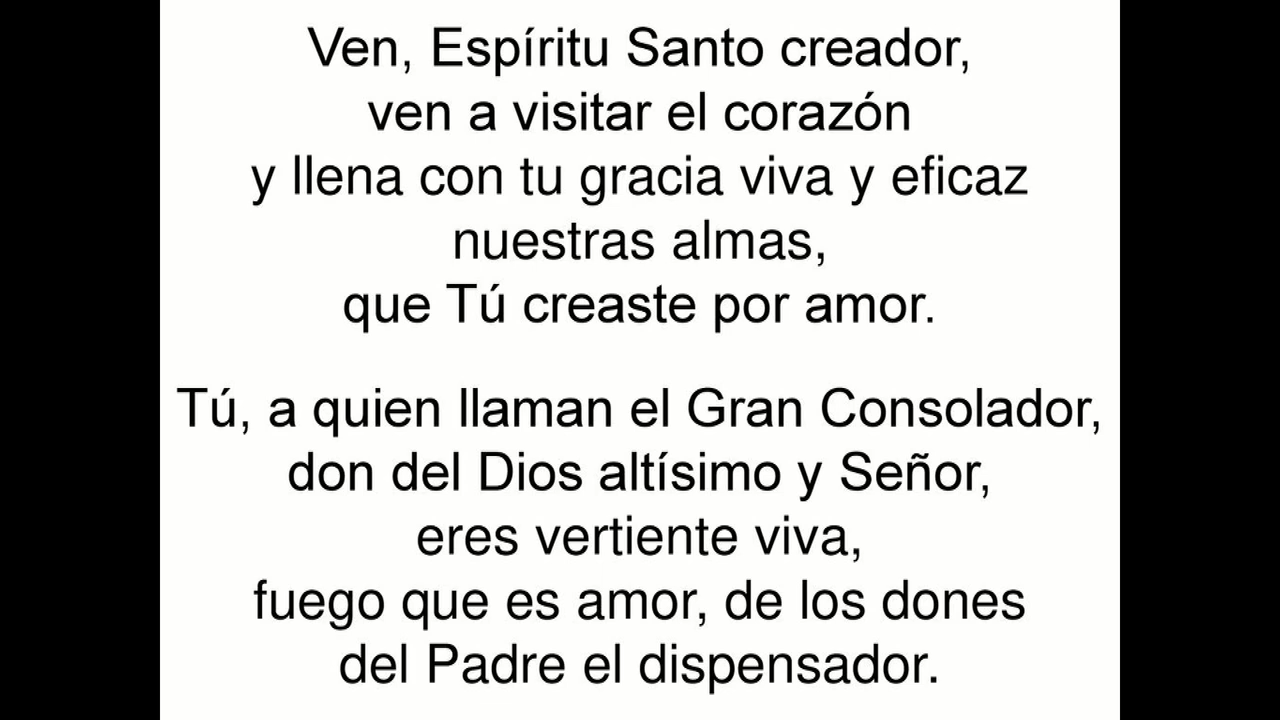 Ven, Espíritu Santo creador,
ven a visitar el corazón
y llena con tu gracia viva y eficaz
nuestras almas,
que Tú creaste por amor.
Tú, a quien llaman el Gran Consolador,
don del Dios altísimo y Señor,
eres vertiente viva,
fuego que es amor, de los dones
del Padre el dispensador.